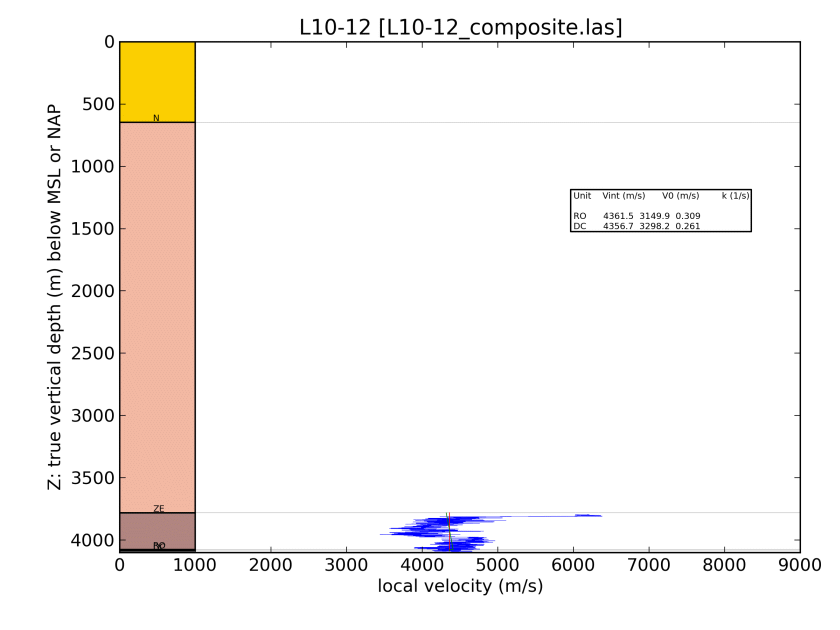 L10-12 [L10-12_composite.las]
Z: true vertical depth (m) below MSL or NAP
0
500
1000
1500
2000
2500
3000
3500
4000
N
ZE
RO
Unit Vint (m/s) V0 (m/s) k (1/s)
RO 4361.5 3149.9 0.309
DC 4356.7 3298.2 0.261
0 1000 2000 3000 4000 5000 6000 7000 8000 9000
local velocity (m/s)